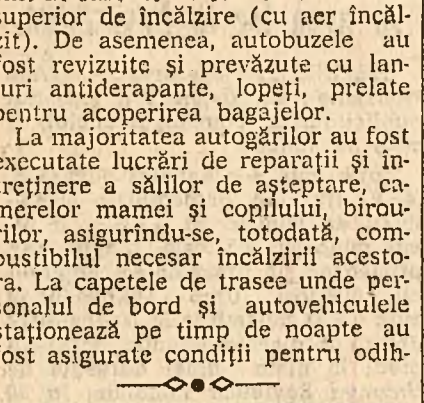 superior de încălzire (cu aer încăl-
zit). De asemenea, autobuzele au
fost revizuite și prevăzute cu lan-
uri antiderapante, lopeți, prelate
pentru acoperirea bagajelor.
La majoritatea autogărilor au fost
executate lucrări de reparații și în-
treținere a sălilor de așteptare, ca-
merelor mamei și copilului, birou-
rilor, asigurîndu-se, totodată, com-
bustibilul necesar încălzirii acesto-
ra. La capetele de trasee unde per-
sonalul de bord și autovehiculele
staționează pe timp de noapte au
fost asigurate condiții pentru odih-